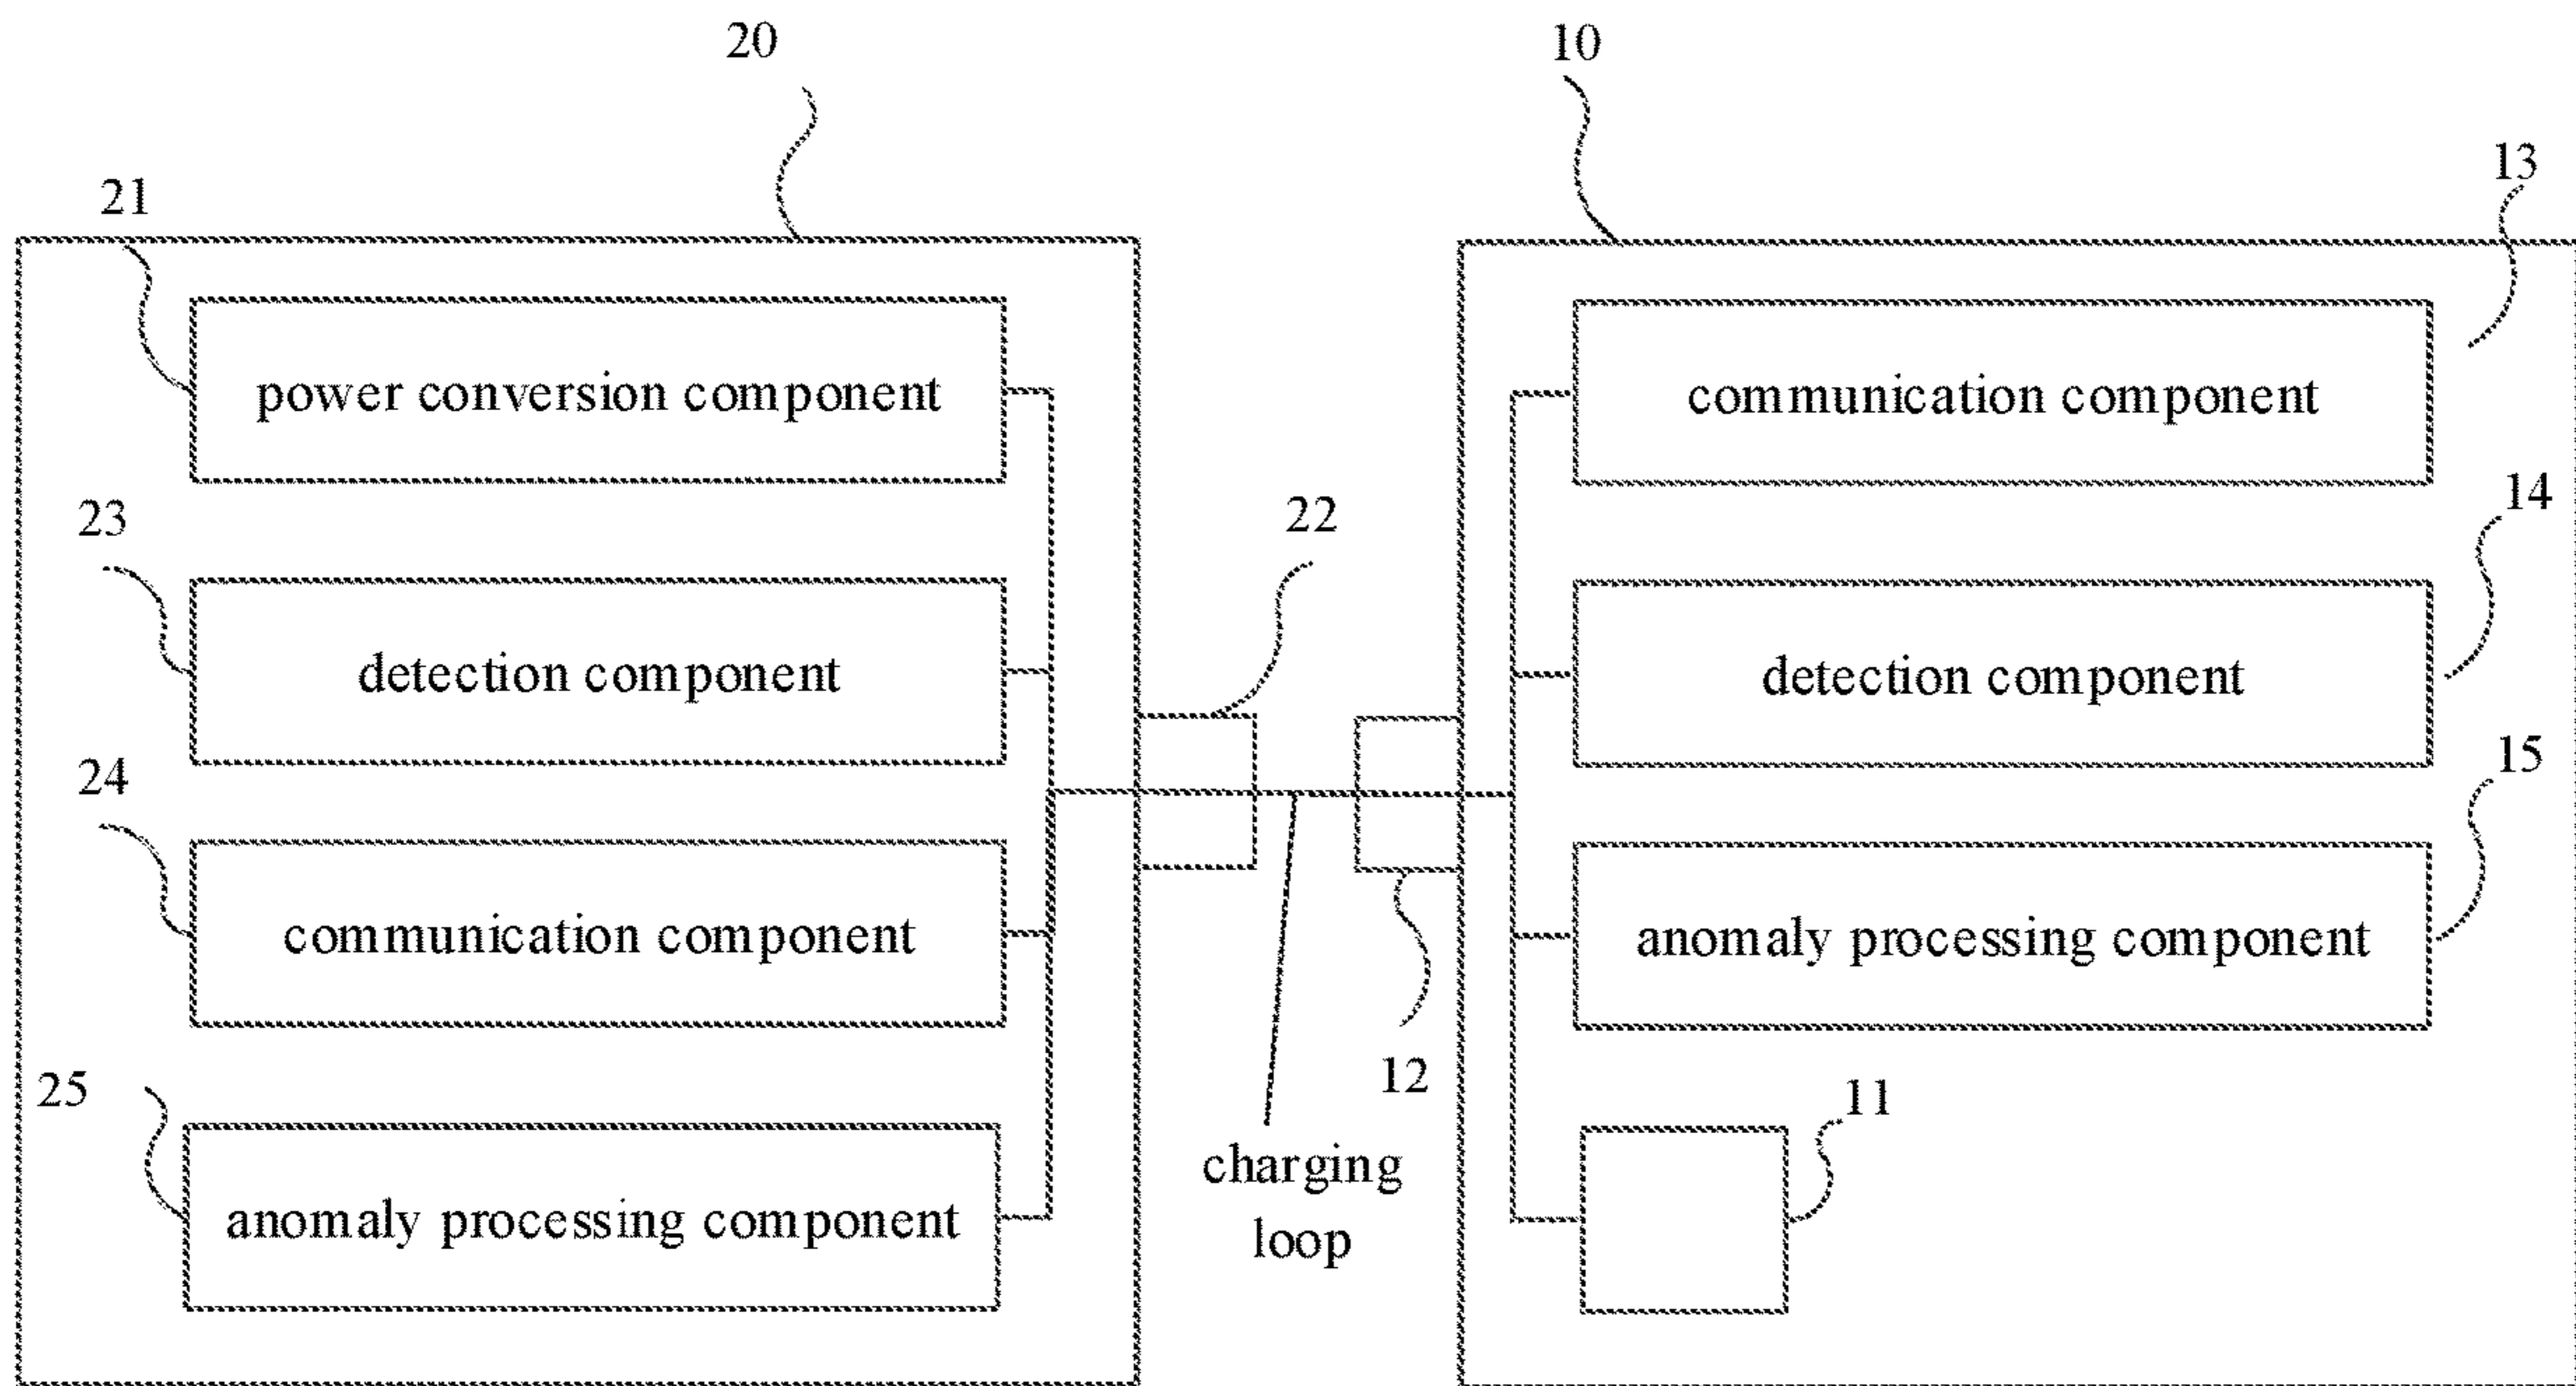 20
10
21
13
power conversion component
communication component
23
22
14
detection component
detection component
24
15
communication component
anomaly processing component
25
12
11
charging
loop
anomaly processing component